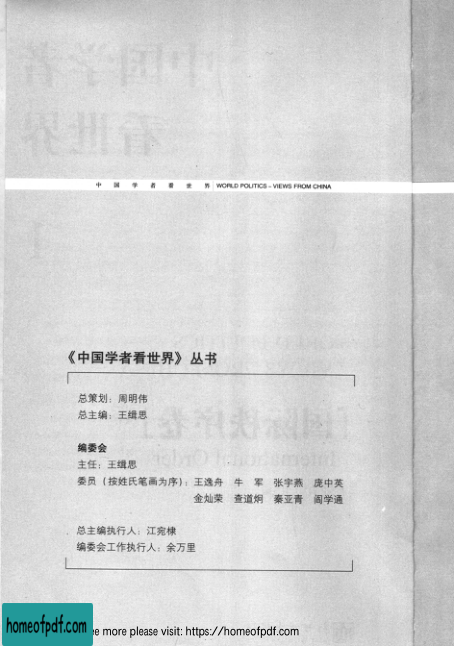 中 国 学 者 看 世 界 WORLD POLITICS - VIEWS FROM CHINA
《中国学者看世界》丛书
总策划：周明伟
总主编：王缉思
编委会
主任：王缉思
委员（按姓氏笔画为序）：王逸舟 牛 军 张宇燕 庞中英
金灿荣 查道炯 秦亚青 阎学通
总主编执行人：江宛棣
编委会工作执行人：余万里
homeofpdf.com
ee more please visit: https://homeofpdf.com